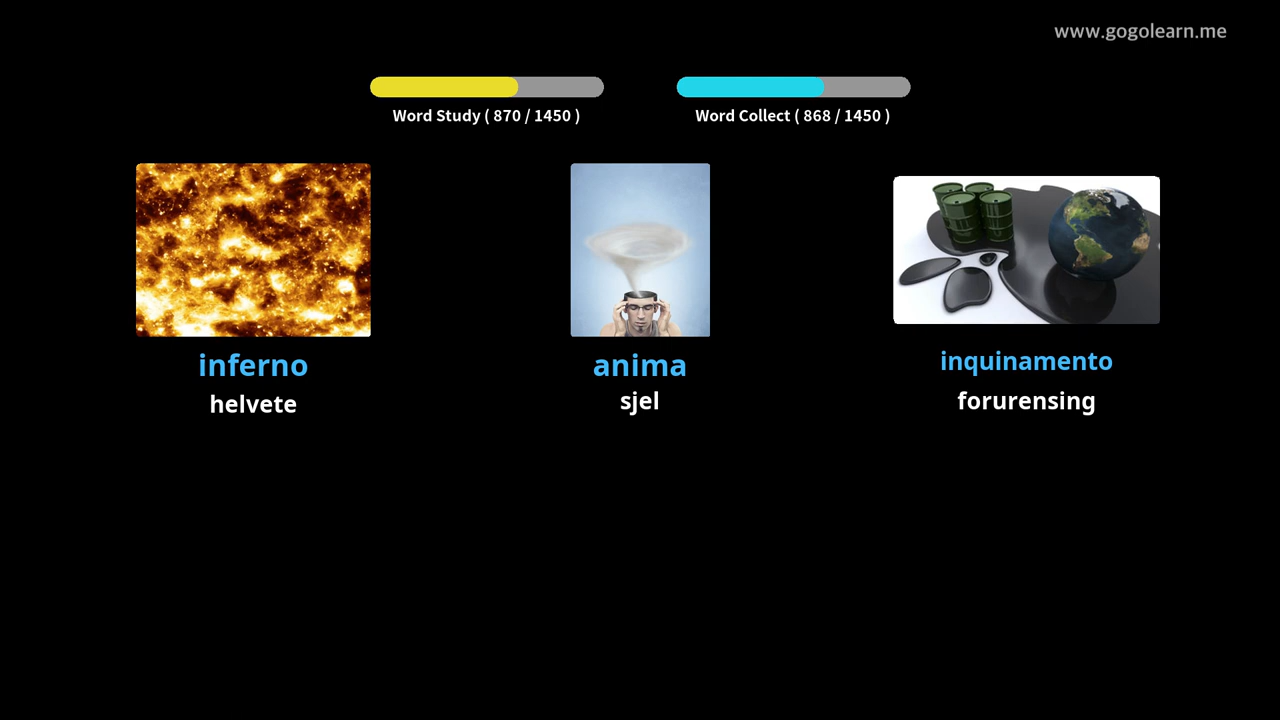 www.gogolearn.me
Word Study ( 870 / 1450 )
Word Collect ( 868 / 1450 )
inferno
helvete
anima
sjel
inquinamento
forurensing